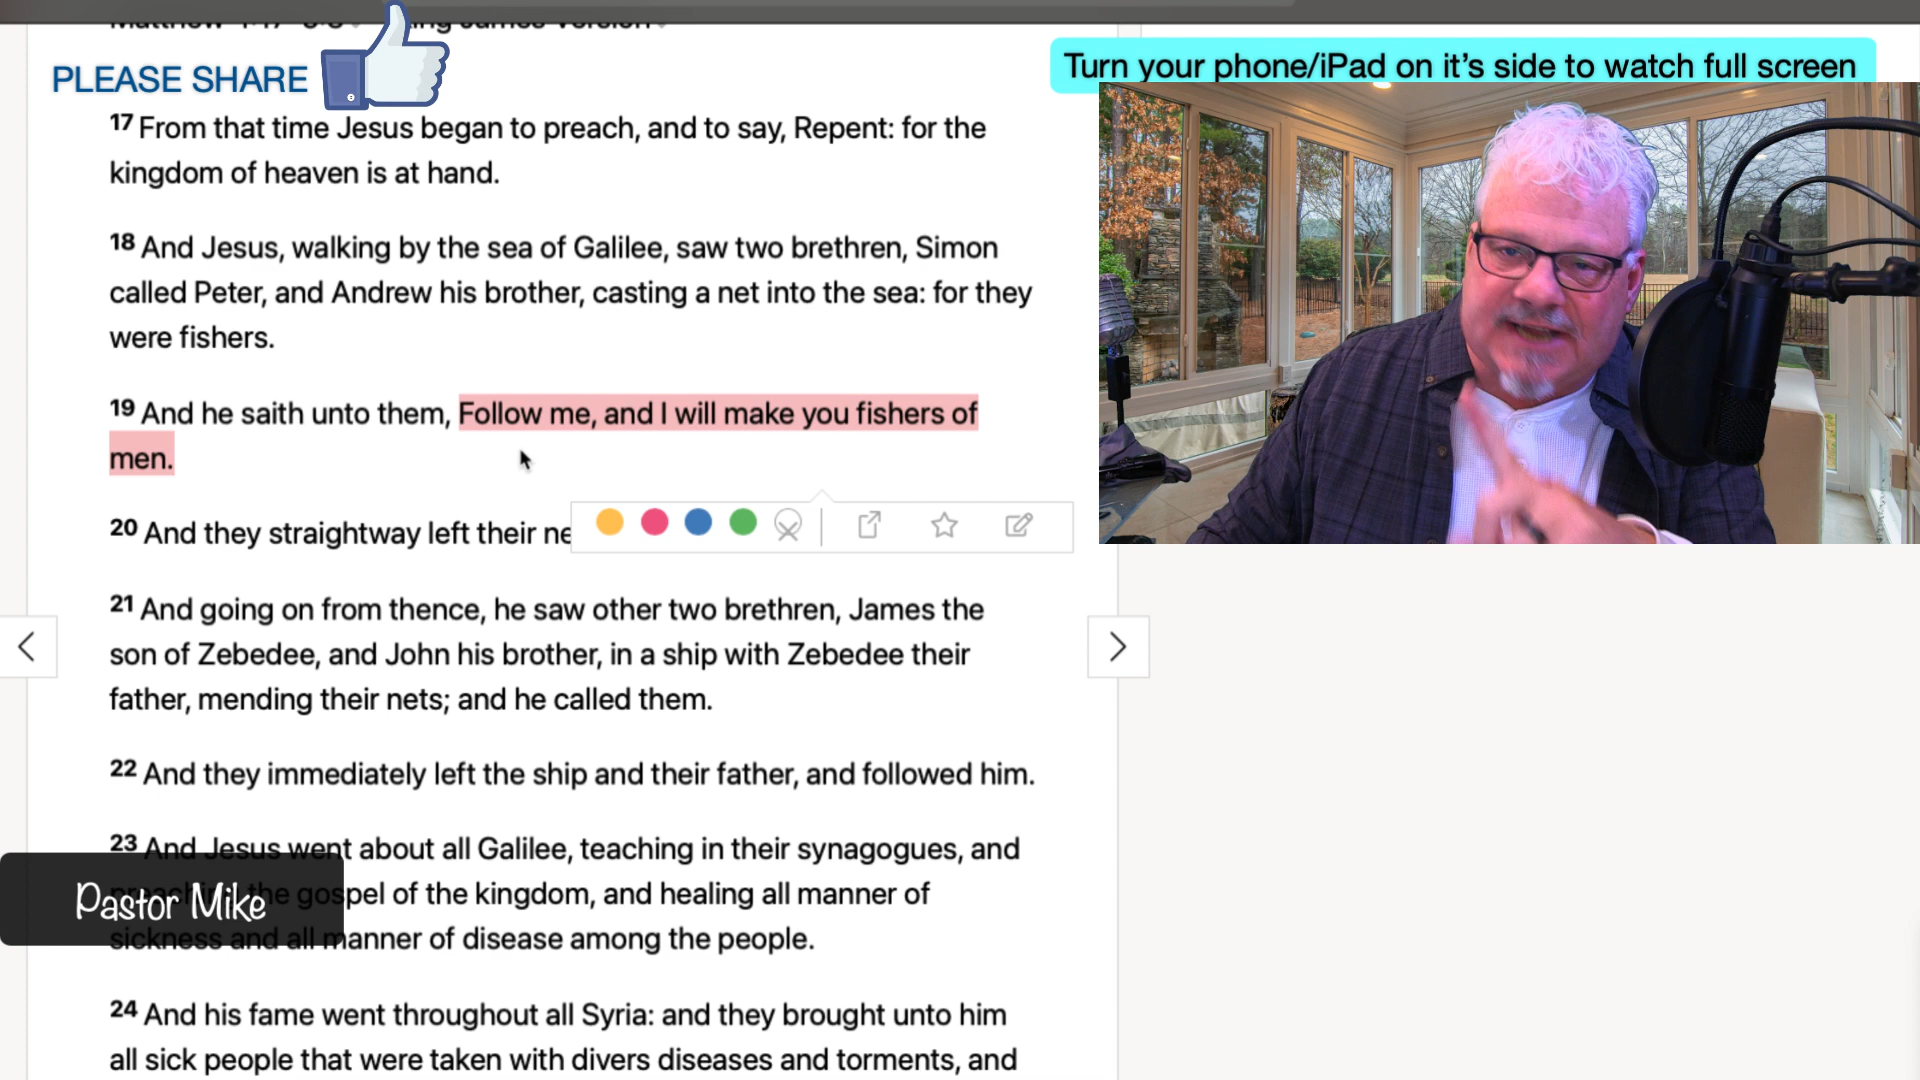 PLEASE SHARE
Turn your phone/iPad on it’s side to watch full screen
17 From that time Jesus began to preach, and to say, Repent: for the
kingdom of heaven is at hand.
18 And Jesus, walking by the sea of Galilee, saw two brethren, Simon
called Peter, and Andrew his brother, casting a net into the sea: for they
were fishers.
19 And he saith unto them, Follow me, and I will make you fishers of
men.
20 And they straightway left their ne
21 And going on from thence, he saw other two brethren, James the
son of Zebedee, and John his brother, in a ship with Zebedee their
father, mending their nets; and he called them.
22 And they immediately left the ship and their father, and followed him.
23 And Jesus went about all Galilee, teaching in their synagogues, and
preaching the gospel of the kingdom, and healing all manner of
sickness and all manner of disease among the people.
Pastor Mike
24 And his fame went throughout all Syria: and they brought unto him
all sick people that were taken with divers diseases and torments, and